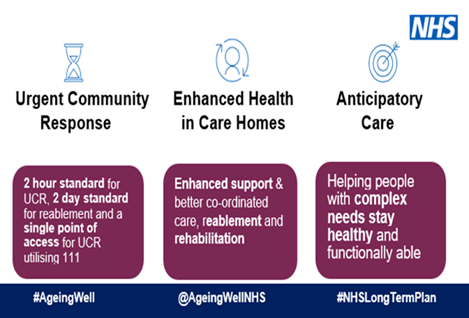 NHS
Urgent Community
Response
2 hour standard for
UCR, 2 day standard
for reablement and a
single point of
access for UCR
utilising 111
Enhanced Health
in Care Homes
Enhanced support &
better co-ordinated
care, reablement and
rehabilitation
Anticipatory
Care
Helping people
with complex
needs stay
healthy and
functionally able
#AgeingWell
@AgeingWellNHS
#NHSLongTermPlan